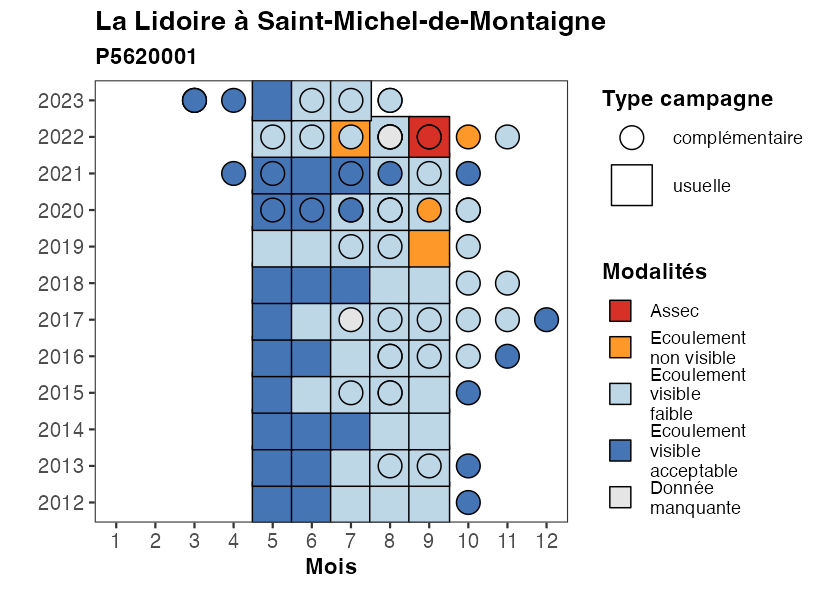 La Lidoire à Saint-Michel-de-Montaigne
P5620001
2023
2022
2021
2020
2019
2018
2017
2016
2015
2014
2013
2012
1 2 3 4 5 6 7 8 9 10 11 12
Mois
Type campagne
complémentaire
usuelle
Modalités
Assec
Ecoulement
non visible
Ecoulement
visible
faible
Ecoulement
visible
acceptable
Donnée
manquante